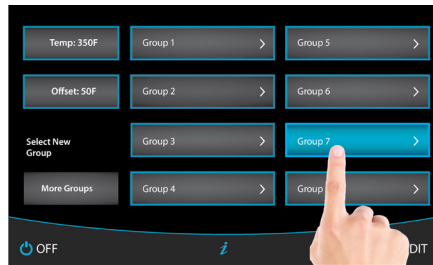 Temp: 350F
Group 1
Group 5
Offset: 50F
Group 2
Group 6
Select New
Group
Group 3
Group 7
More Groups
Group 4
Group
OFF
i
DIT